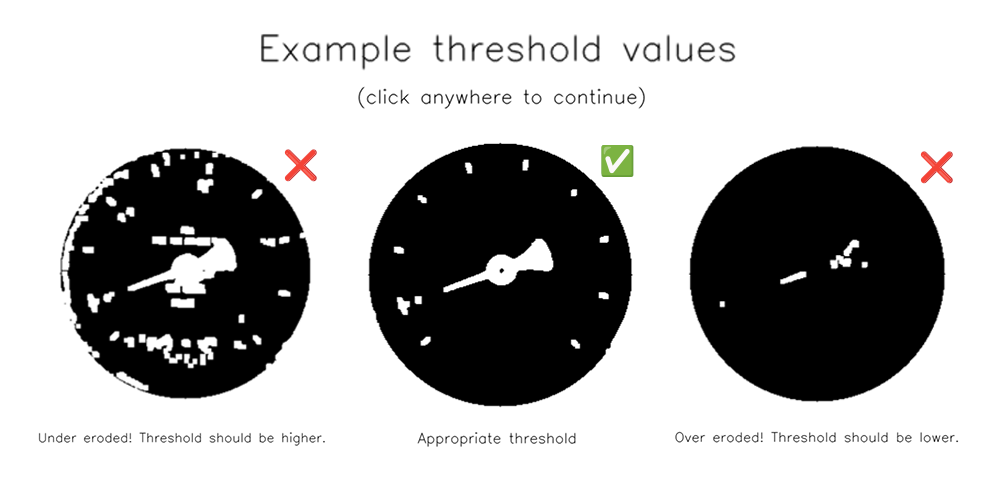 Example threshold values
(click anywhere to continue)
Under eroded! Threshold should be higher.
Appropriate threshold
Over eroded! Threshold should be lower.